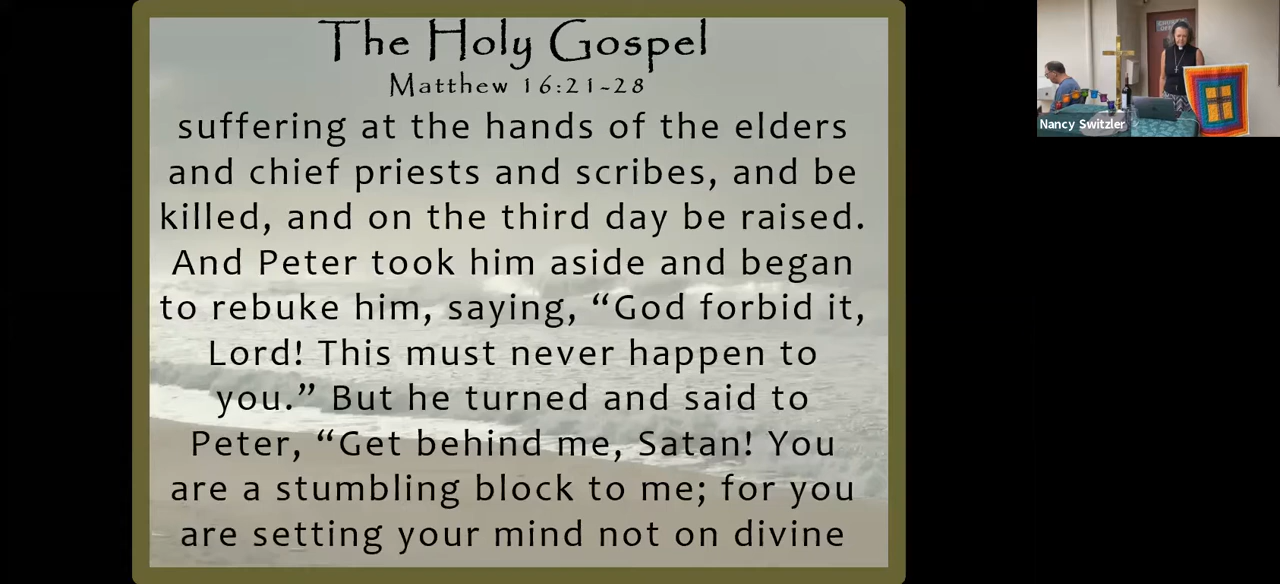 The Holy Gospel
Matthew 16:21-28
suffering at the hands of the elders
and chief priests and scribes, and be
killed, and on the third day be raised.
And Peter took him aside and began
to rebuke him, saying, “God forbid it,
Lord! This must never happen to
you.” But he turned and said to
Peter, “Get behind me, Satan! You
are a stumbling block to me; for you
are setting your mind not on divine
Nancy Switzler